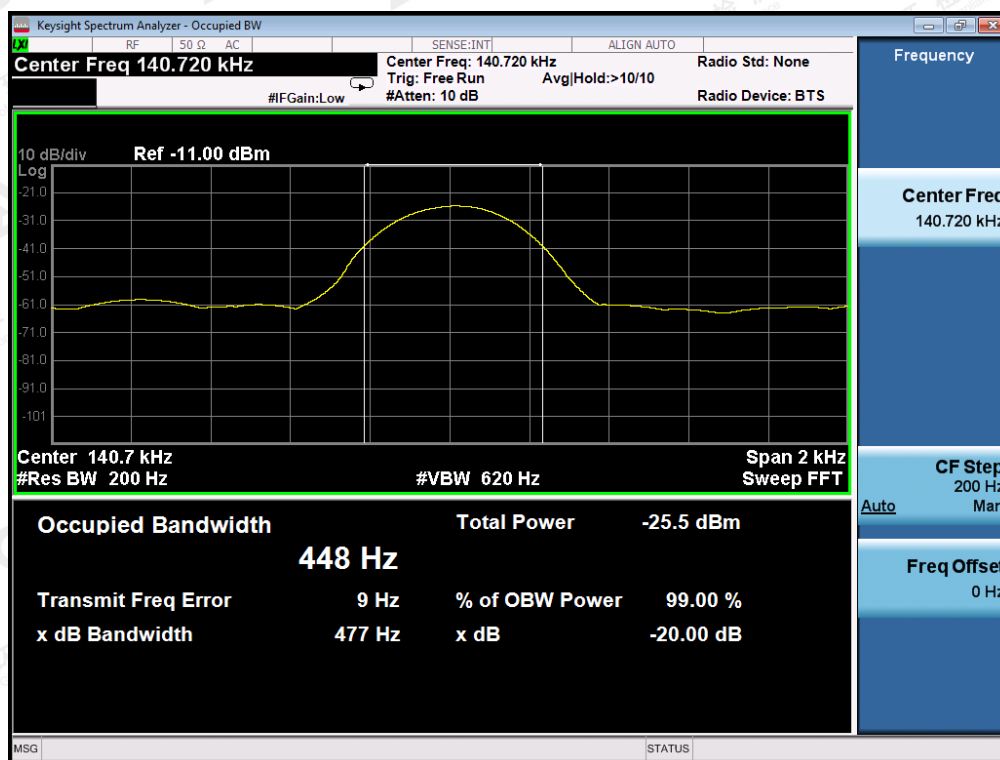 Keysight Spectrum Analyzer - Occupied BW
LXI RF 50 Ω AC SENSE:INT ALIGN AUTO
Center Freq 140.720 kHz
Center Freq: 140.720 kHz Radio Std: None
Trig: Free Run Avg|Hold:>10/10
#IFGain:Low #Atten: 10 dB Radio Device: BTS
10 dB/div Ref -11.00 dBm
Log
-21.0
-31.0
-41.0
-51.0
-61.0
-71.0
-81.0
-91.0
-101
Center 140.7 kHz Span 2 kHz
#Res BW 200 Hz #VBW 620 Hz Sweep FFT
Occupied Bandwidth Total Power -25.5 dBm
448 Hz
Transmit Freq Error 9 Hz % of OBW Power 99.00 %
x dB Bandwidth 477 Hz x dB -20.00 dB
Frequency
Center Freq
140.720 kHz
CF Step
200 Hz
Auto Man
Freq Offset
0 Hz
MSG STATUS